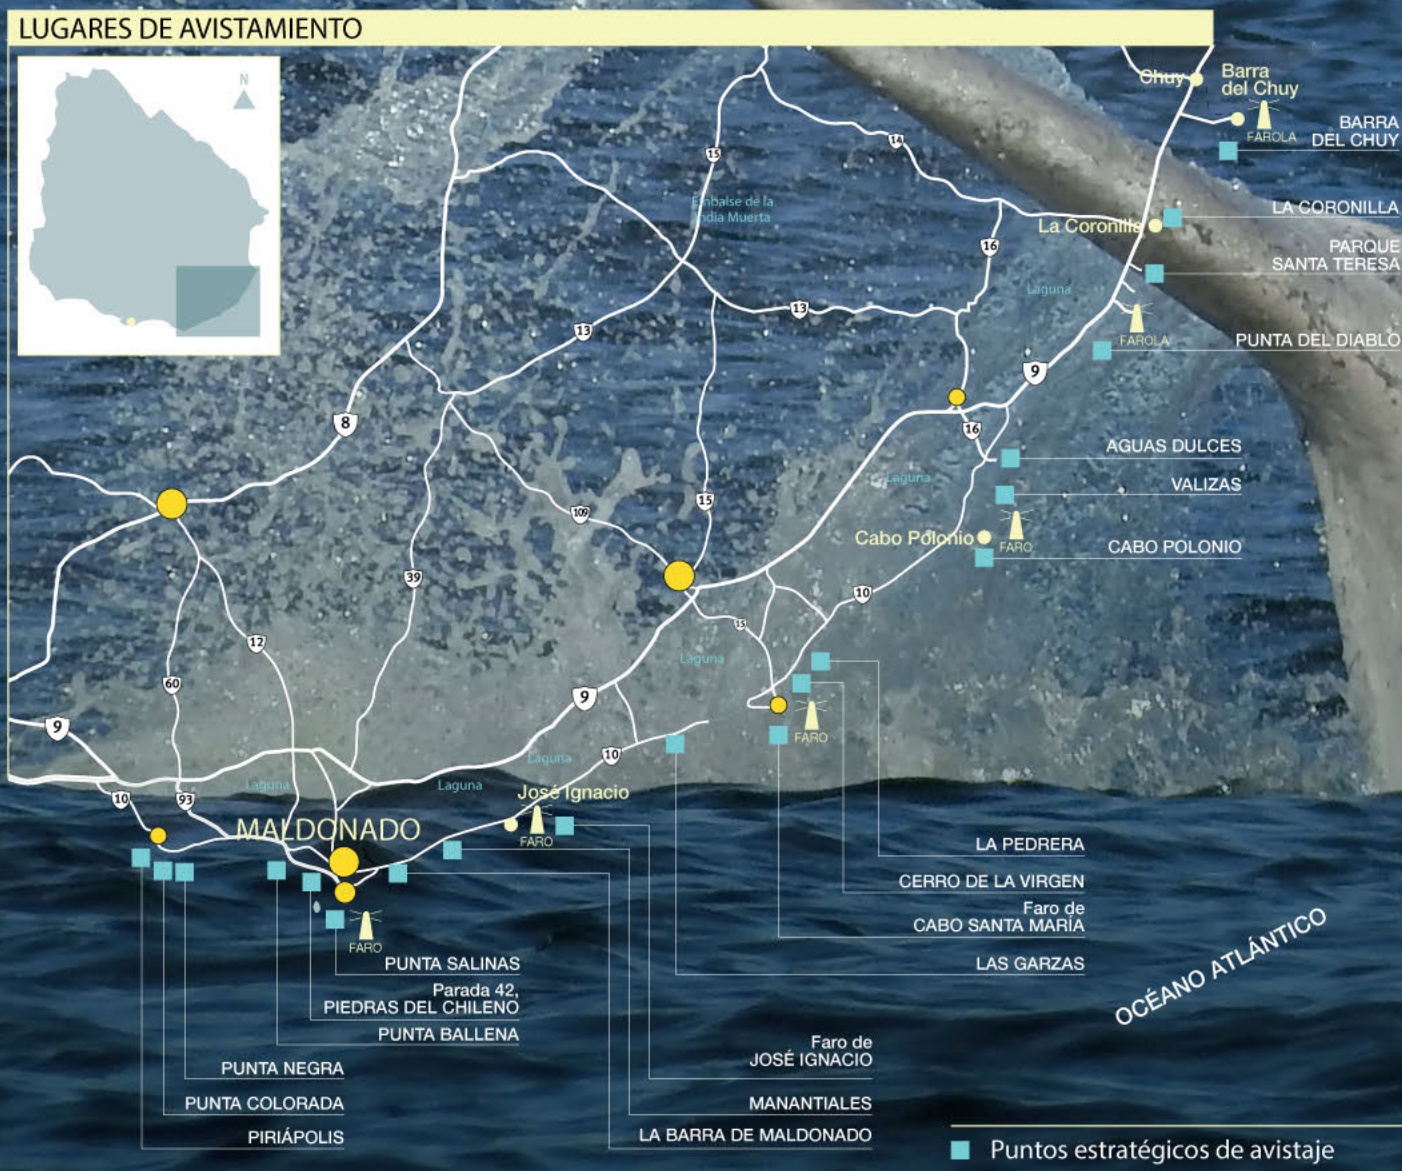 LUGARES DE AVISTAMIENTO
N
Chuy
Barra
del Chuy
FAROLA
BARRA
DEL CHUY
15
14
Embalse de la
India Muerta
LA CORONILLA
La Coronilla
16
PARQUE
SANTA TERESA
Laguna
13
13
FAROLA
PUNTA DEL DIABLO
9
8
16
AGUAS DULCES
Laguna
VALIZAS
15
109
Cabo Polonio
FARO
CABO POLONIO
39
10
15
12
Laguna
60
9
9
FARO
10
Laguna
Laguna
Laguna
José Ignacio
10
93
MALDONADO
FARO
LA PEDRERA
CERRO DE LA VIRGEN
Faro de
CABO SANTA MARÍA
FARO
LAS GARZAS
OCÉANO ATLÁNTICO
PUNTA SALINAS
Parada 42,
PIEDRAS DEL CHILENO
PUNTA BALLENA
Faro de
JOSÉ IGNACIO
PUNTA NEGRA
PUNTA COLORADA
MANANTIALES
PIRIÁPOLIS
LA BARRA DE MALDONADO
Puntos estratégicos de avistaje